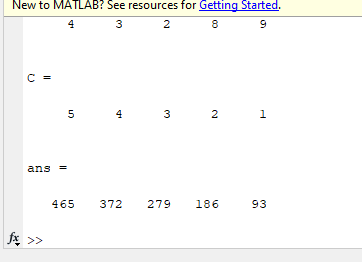 New to MATLAB? See resources for Getting Started.
4 3 2 8 9
C =
5 4 3 2 1
ans =
465 372 279 186 93
fx >>